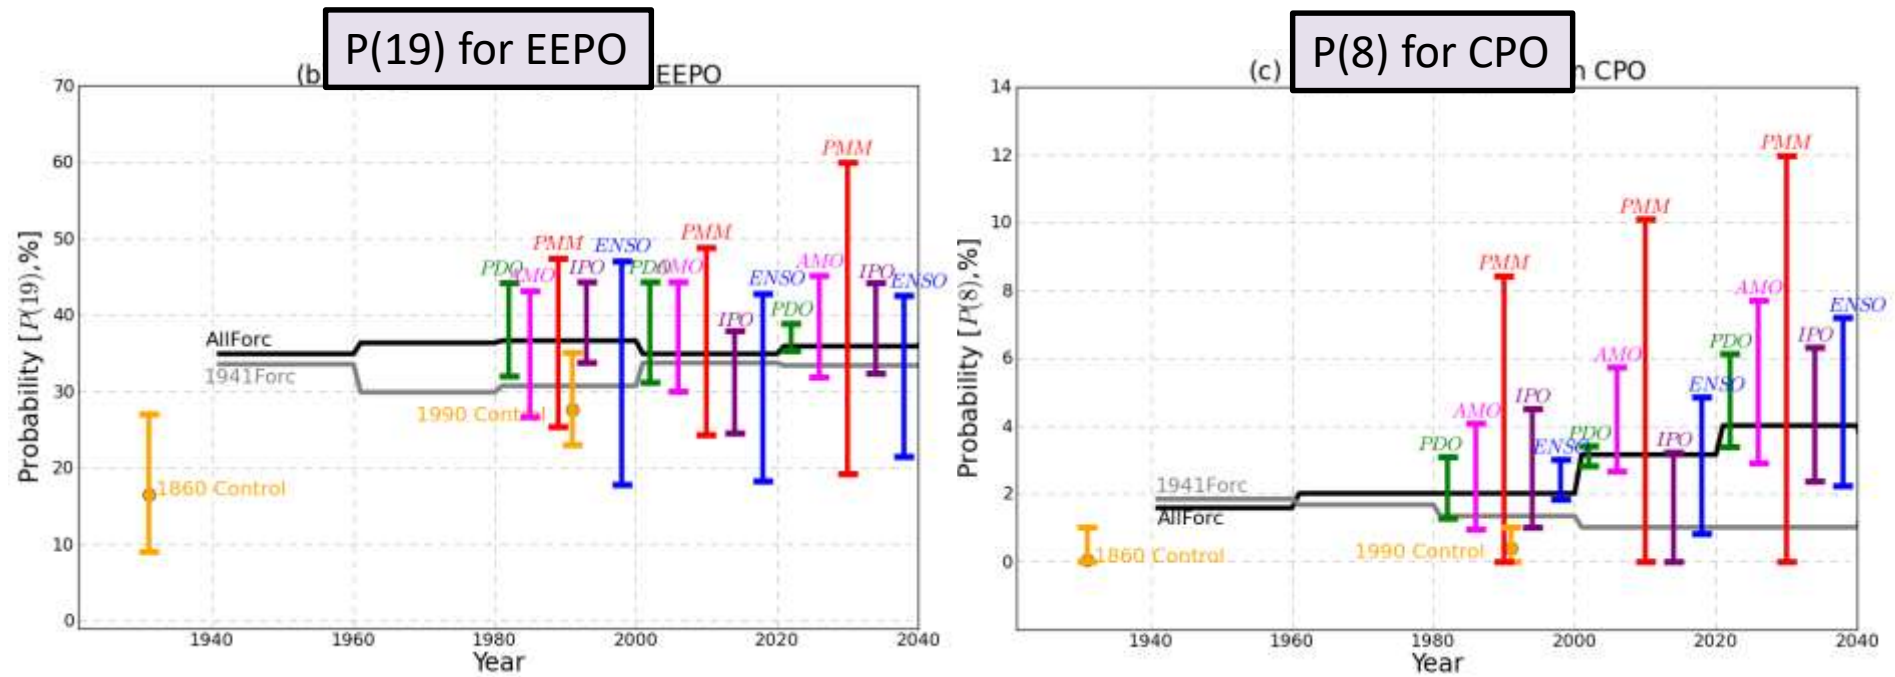 P(19) for EEPO
(b
EEPO
70
60
50
40
30
20
10
0
Probability [P(19),%]
AllForc
1941Forc
1860 Control
1990 Control
PDO
AMO
PMM
IPO
ENSO
PDO
AMO
PMM
IPO
ENSO
PDO
AMO
PMM
IPO
ENSO
1940 1960 1980 2000 2020 2040
Year
P(8) for CPO
(c)
CPO
14
12
10
8
6
4
2
0
Probability [P(8),%]
1941Forc
AllForc
1860 Control
1990 Control
PDO
AMO
PMM
IPO
ENSO
PDO
AMO
PMM
IPO
ENSO
PDO
AMO
PMM
IPO
ENSO
1940 1960 1980 2000 2020 2040
Year